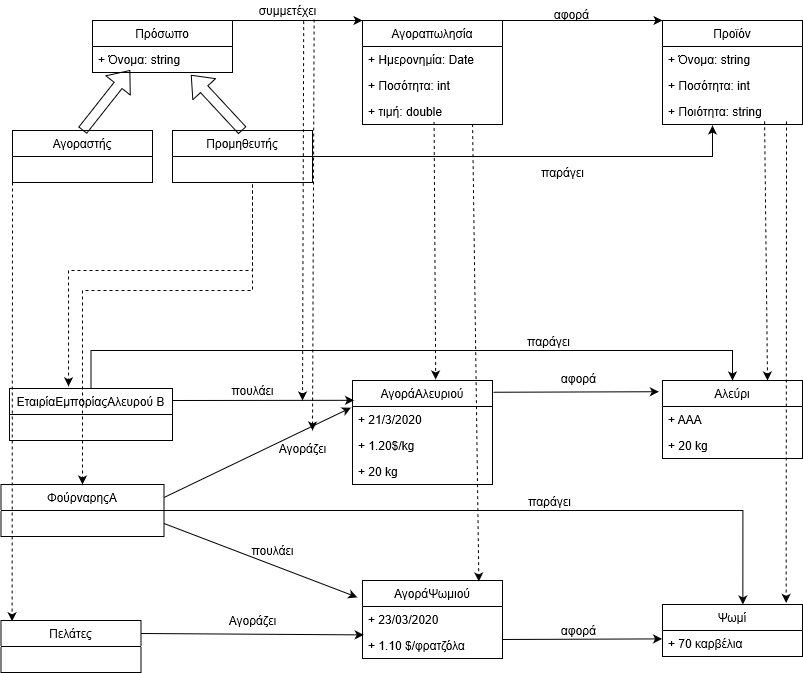 συμμετέχει
αφορά
Πρόσωπο
+ Όνομα: string
Αγοραπωλησία
+ Ημερονημία: Date
+ Ποσότητα: int
+ τιμή: double
Προϊόν
+ Όνομα: string
+ Ποσότητα: int
+ Ποιότητα: string
Αγοραστής
Προμηθευτής
παράγει
παράγει
ΕταιρίαΕμπορίαςΑλευρού Β
πουλάει
ΑγοράΑλευριού
+ 21/3/2020
+ 1.20$/kg
+ 20 kg
αφορά
Αλεύρι
+ ΑΑΑ
+ 20 kg
Αγοράζει
ΦούρναρηςΑ
παράγει
πουλάει
ΑγοράΨωμιού
+ 23/03/2020
+ 1.10 $/φρατζόλα
Πελάτες
Αγοράζει
αφορά
Ψωμί
+ 70 καρβέλια